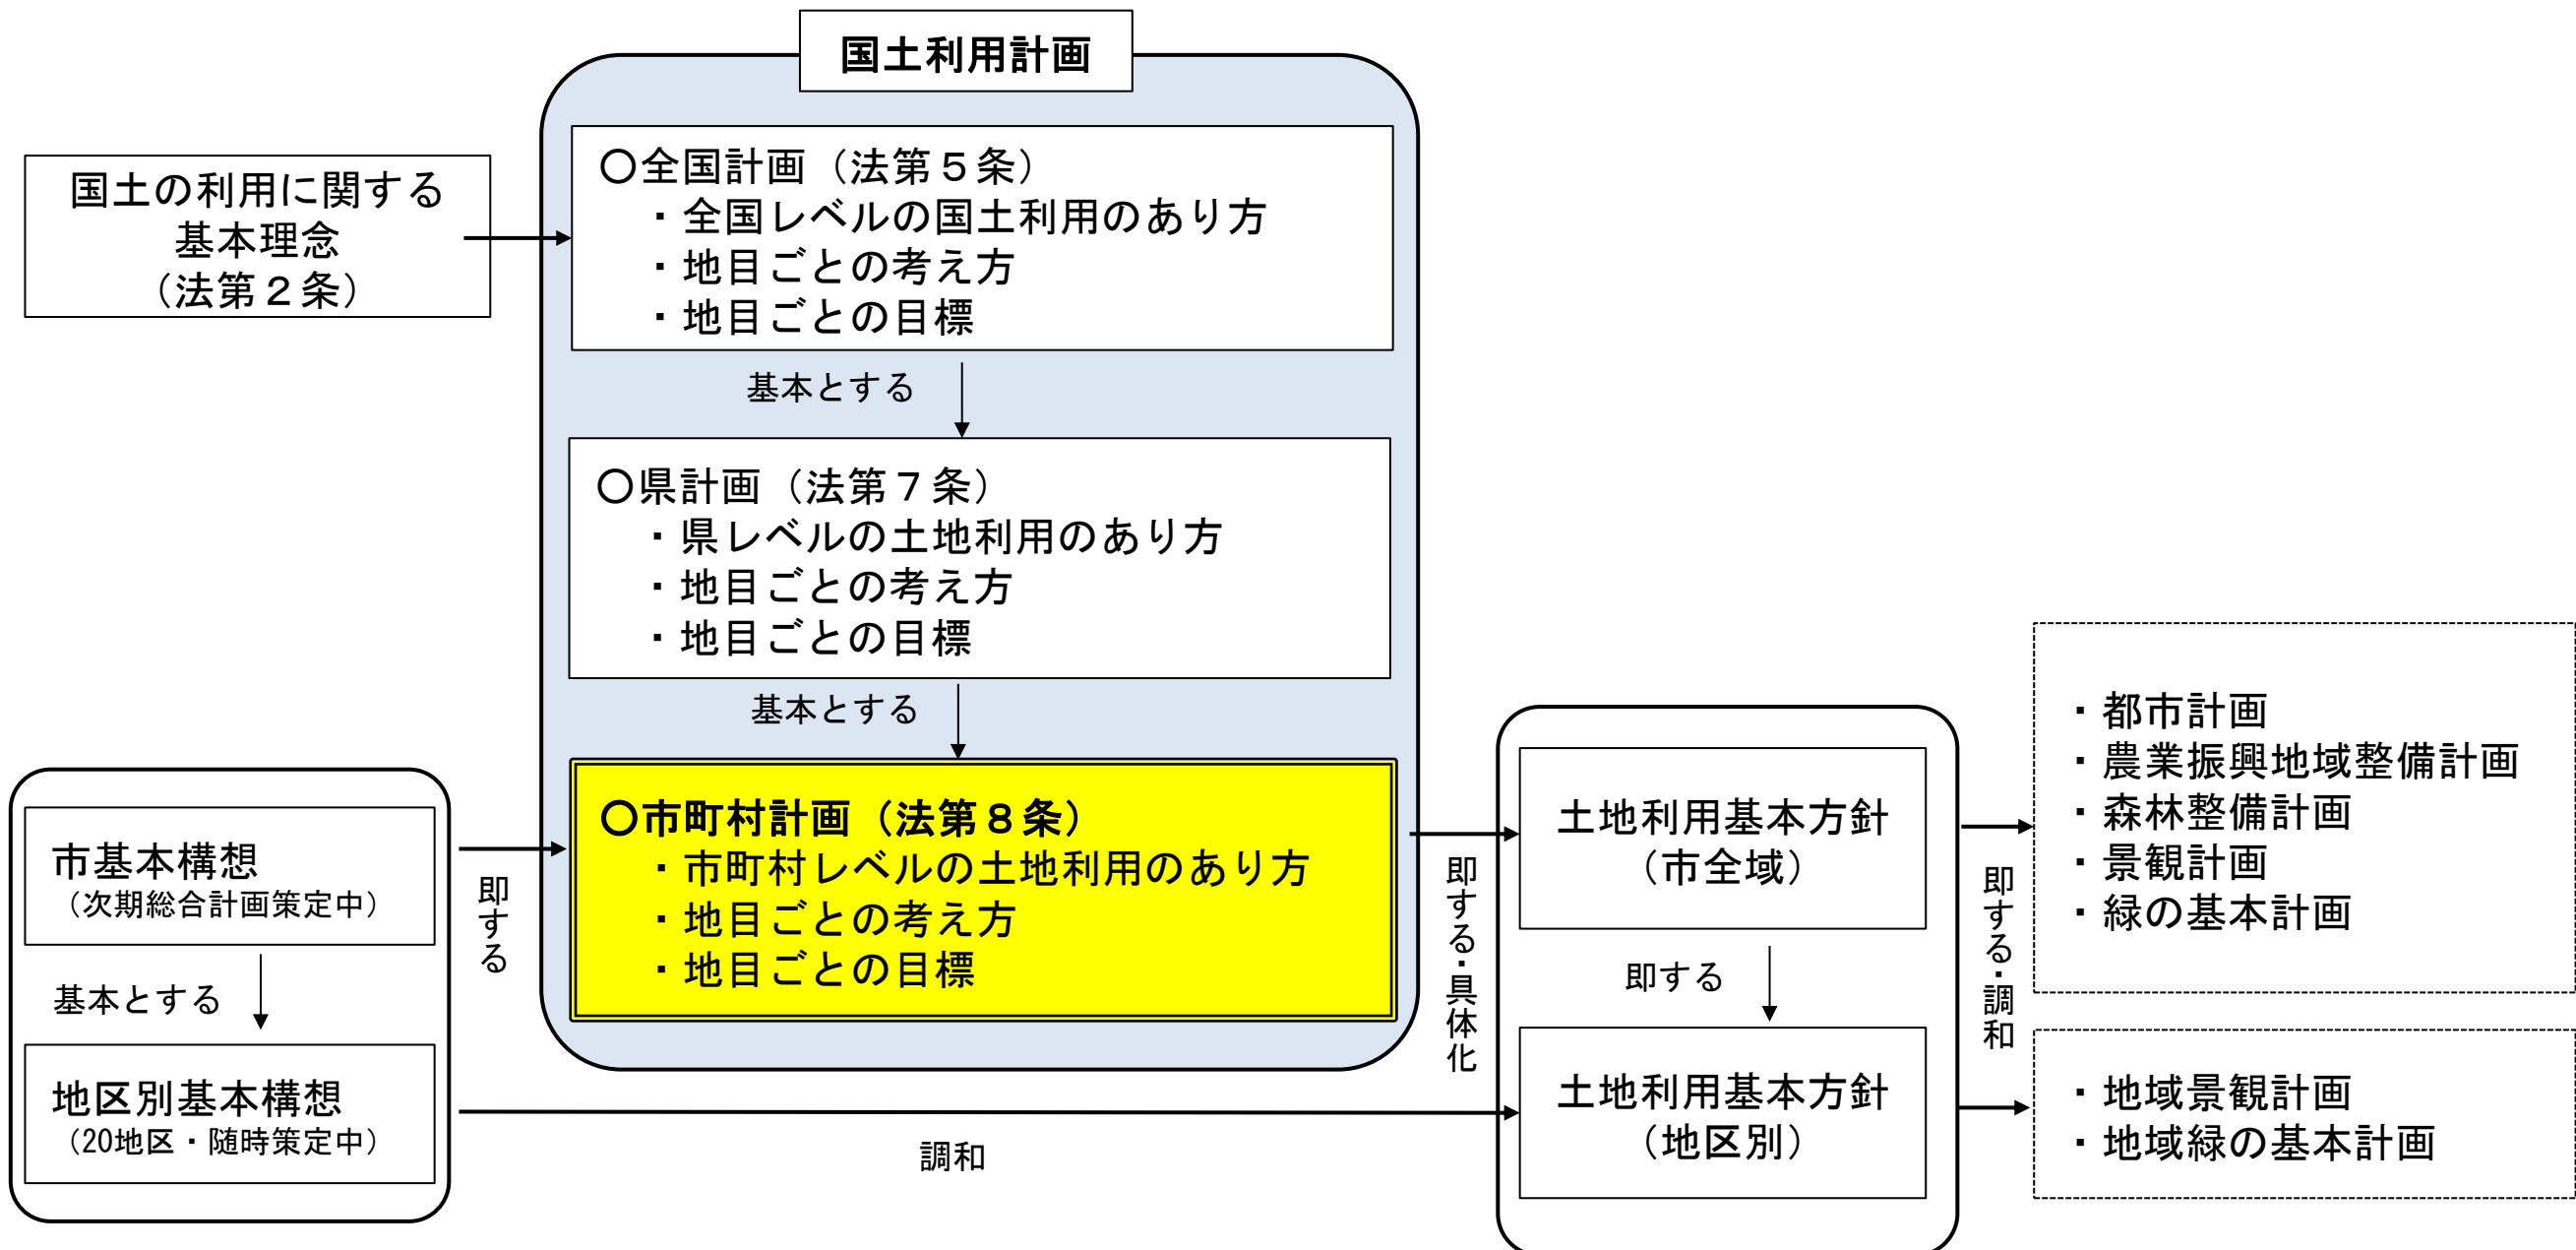 国土利用計画
国土の利用に関する
基本理念
（法第２条）
〇全国計画（法第５条）
・全国レベルの国土利用のあり方
・地目ごとの考え方
・地目ごとの目標
基本とする
〇県計画（法第７条）
・県レベルの土地利用のあり方
・地目ごとの考え方
・地目ごとの目標
基本とする
〇市町村計画（法第８条）
・市町村レベルの土地利用のあり方
・地目ごとの考え方
・地目ごとの目標
市基本構想
（次期総合計画策定中）
基本とする
地区別基本構想
（20地区・随時策定中）
即する
調和
即する・具体化
土地利用基本方針
（市全域）
即する
土地利用基本方針
（地区別）
即する・調和
・都市計画
・農業振興地域整備計画
・森林整備計画
・景観計画
・緑の基本計画
・地域景観計画
・地域緑の基本計画